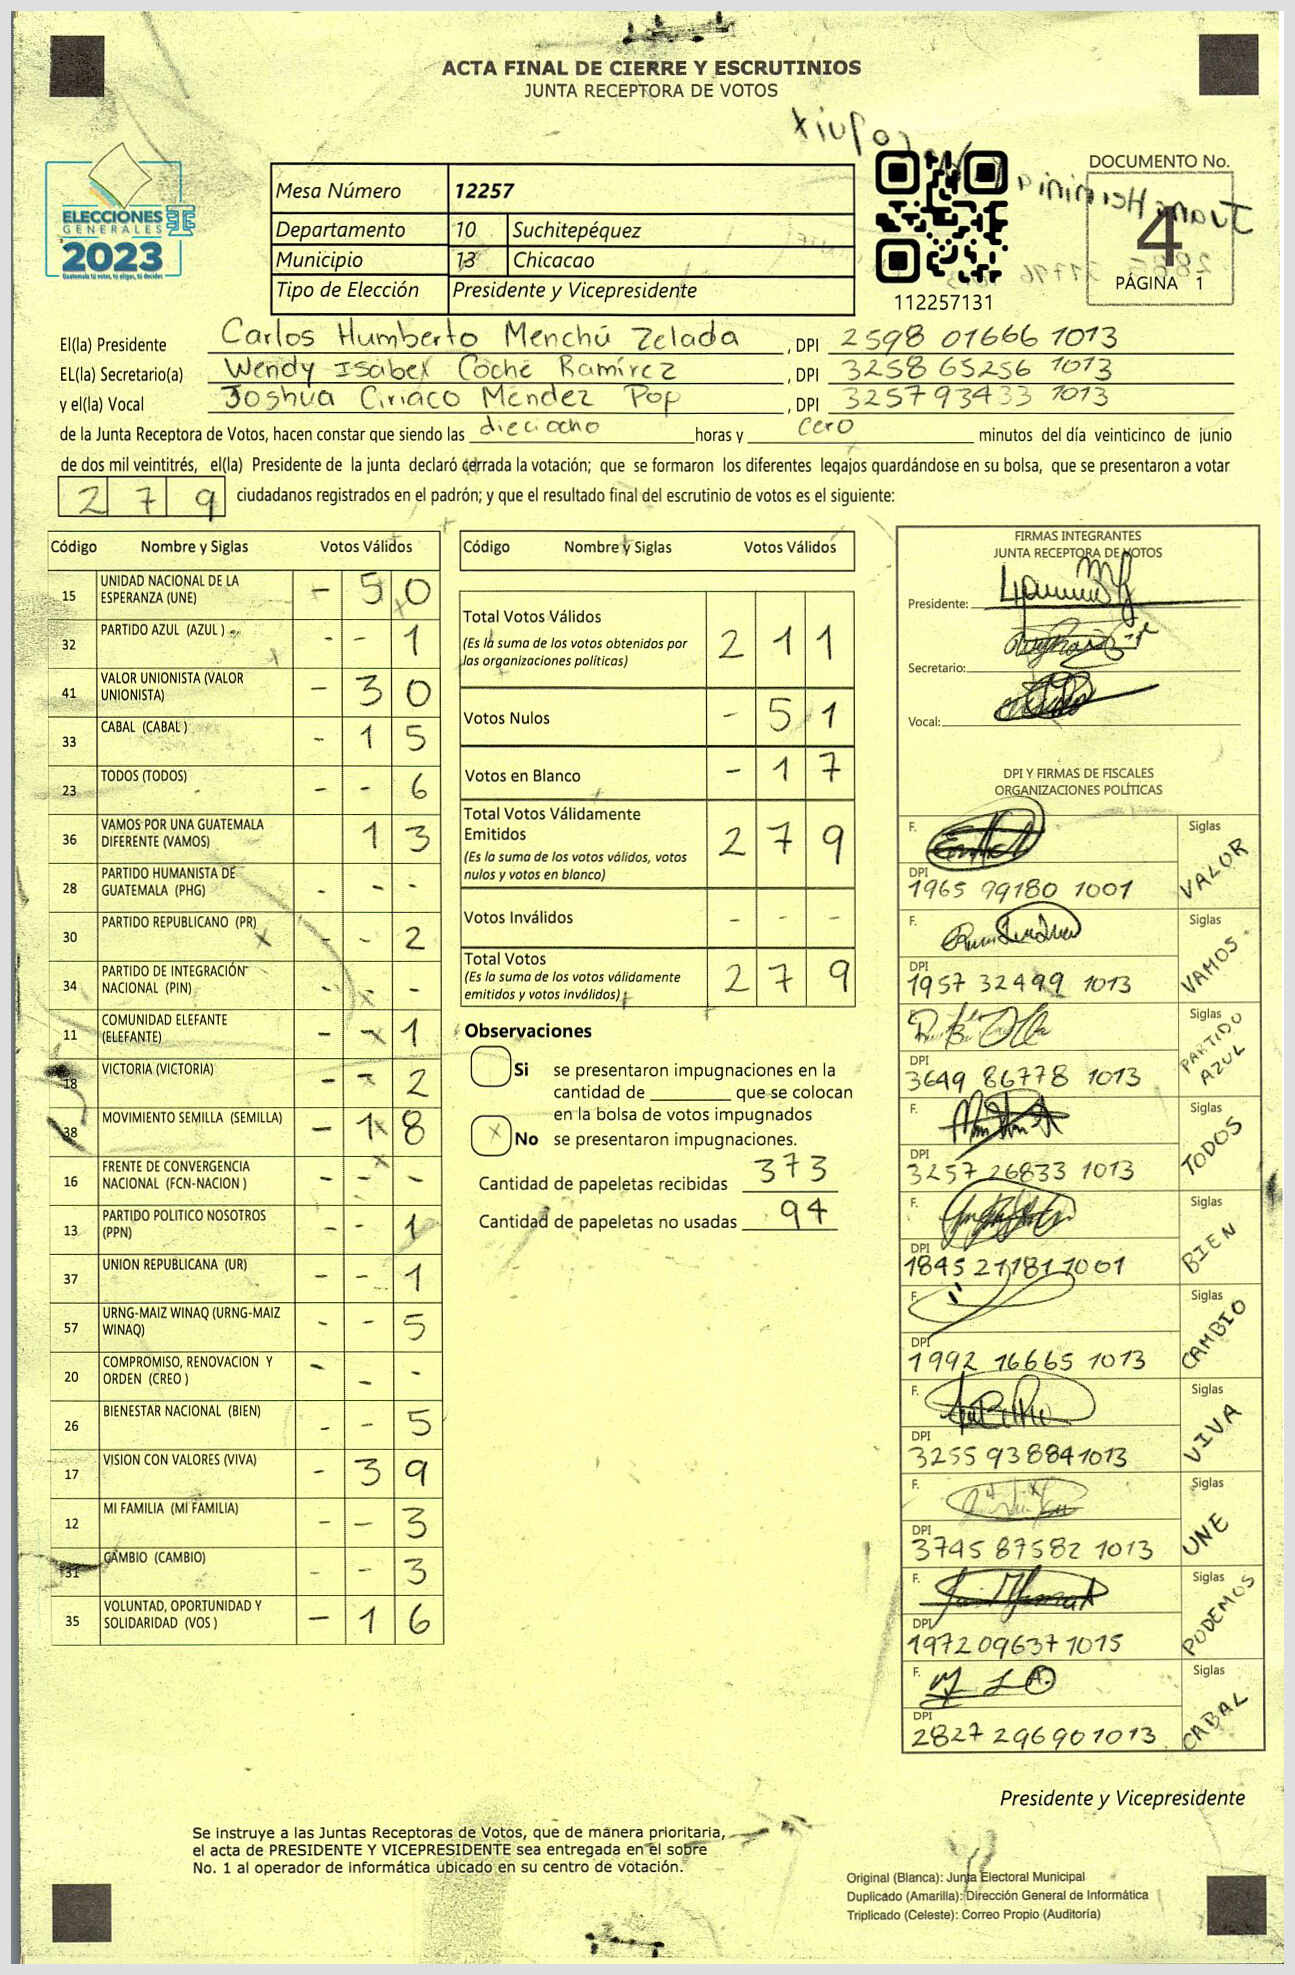 ACTA FINAL DE CIERRE Y ESCRUTINIOS
JUNTA RECEPTORA DE VOTOS
ELECCIONES
GENERALES
2023
Guatemala tú votas, tú eliges, tú decides
Mesa Número 12257
Departamento 10 Suchitepéquez
Municipio 13 Chicacao
Tipo de Elección Presidente y Vicepresidente
112257131
DOCUMENTO No.
4
PÁGINA 1
El(la) Presidente Carlos Humberto Menchú Zelada, DPI 2598 01666 1013
EL(la) Secretario(a) Wendy Isabel Coché Ramírez, DPI 3258 65256 1013
y el(la) Vocal Joshua Ciriaco Méndez Pop, DPI 3257 93433 1013
de la Junta Receptora de Votos, hacen constar que siendo las dieciocho horas y cero minutos del día veinticinco de junio
de dos mil veintitrés, el(la) Presidente de la junta declaró cerrada la votación; que se formaron los diferentes legajos guardándose en su bolsa, que se presentaron a votar
279 ciudadanos registrados en el padrón; y que el resultado final del escrutinio de votos es el siguiente:
Código Nombre y Siglas Votos Válidos
15 UNIDAD NACIONAL DE LA ESPERANZA (UNE) - 5 0
32 PARTIDO AZUL (AZUL) - - 1
41 VALOR UNIONISTA (VALOR UNIONISTA) - 3 0
33 CABAL (CABAL) - 1 5
23 TODOS (TODOS) - - 6
36 VAMOS POR UNA GUATEMALA DIFERENTE (VAMOS) 1 3
28 PARTIDO HUMANISTA DE GUATEMALA (PHG) - - -
30 PARTIDO REPUBLICANO (PR) - - 2
34 PARTIDO DE INTEGRACIÓN NACIONAL (PIN) - - -
11 COMUNIDAD ELEFANTE (ELEFANTE) - - 1
18 VICTORIA (VICTORIA) - - 2
38 MOVIMIENTO SEMILLA (SEMILLA) - 1 8
16 FRENTE DE CONVERGENCIA NACIONAL (FCN-NACION) - - -
13 PARTIDO POLITICO NOSOTROS (PPN) - - 1
37 UNION REPUBLICANA (UR) - - 1
57 URNG-MAIZ WINAQ (URNG-MAIZ WINAQ) - - 5
20 COMPROMISO, RENOVACION Y ORDEN (CREO) - - -
26 BIENESTAR NACIONAL (BIEN) - - 5
17 VISION CON VALORES (VIVA) - 3 9
12 MI FAMILIA (MI FAMILIA) - - 3
31 CAMBIO (CAMBIO) - - 3
35 VOLUNTAD, OPORTUNIDAD Y SOLIDARIDAD (VOS) - 1 6
Código Nombre y Siglas Votos Válidos
Total Votos Válidos 2 1 1
(Es la suma de los votos obtenidos por
las organizaciones políticas)
Votos Nulos - 5 1
Votos en Blanco - 1 7
Total Votos Válidamente
Emitidos 2 7 9
(Es la suma de los votos válidos, votos
nulos y votos en blanco)
Votos Inválidos - - -
Total Votos 2 7 9
(Es la suma de los votos válidamente
emitidos y votos inválidos)
Observaciones
Si se presentaron impugnaciones en la
cantidad de ________ que se colocan
en la bolsa de votos impugnados
X No se presentaron impugnaciones.
Cantidad de papeletas recibidas 373
Cantidad de papeletas no usadas 94
FIRMAS INTEGRANTES
JUNTA RECEPTORA DE VOTOS
Presidente:
Secretario:
Vocal:
DPI Y FIRMAS DE FISCALES
ORGANIZACIONES POLÍTICAS
F. Siglas VALOR
DPI 1965 99180 1001
F. Siglas VAMOS
DPI 1957 32499 1013
F. Siglas PARTIDO AZUL
DPI 3649 86778 1013
F. Siglas TODOS
DPI 3257 26833 1013
F. Siglas BIEN
DPI 1845 21181 1001
F. Siglas CAMBIO
DPI 1992 16665 1013
F. Siglas VIVA
DPI 3255 93884 1013
F. Siglas UNE
DPI 3745 87582 1013
F. Siglas PODEMOS
DPI 1972 09637 1015
F. Siglas CABAL
DPI 2827 29690 1013
Presidente y Vicepresidente
Se instruye a las Juntas Receptoras de Votos, que de manera prioritaria,
el acta de PRESIDENTE Y VICEPRESIDENTE sea entregada en el sobre
No. 1 al operador de informática ubicado en su centro de votación.
Original (Blanca): Junta Electoral Municipal
Duplicado (Amarilla): Dirección General de Informática
Triplicado (Celeste): Correo Propio (Auditoría)